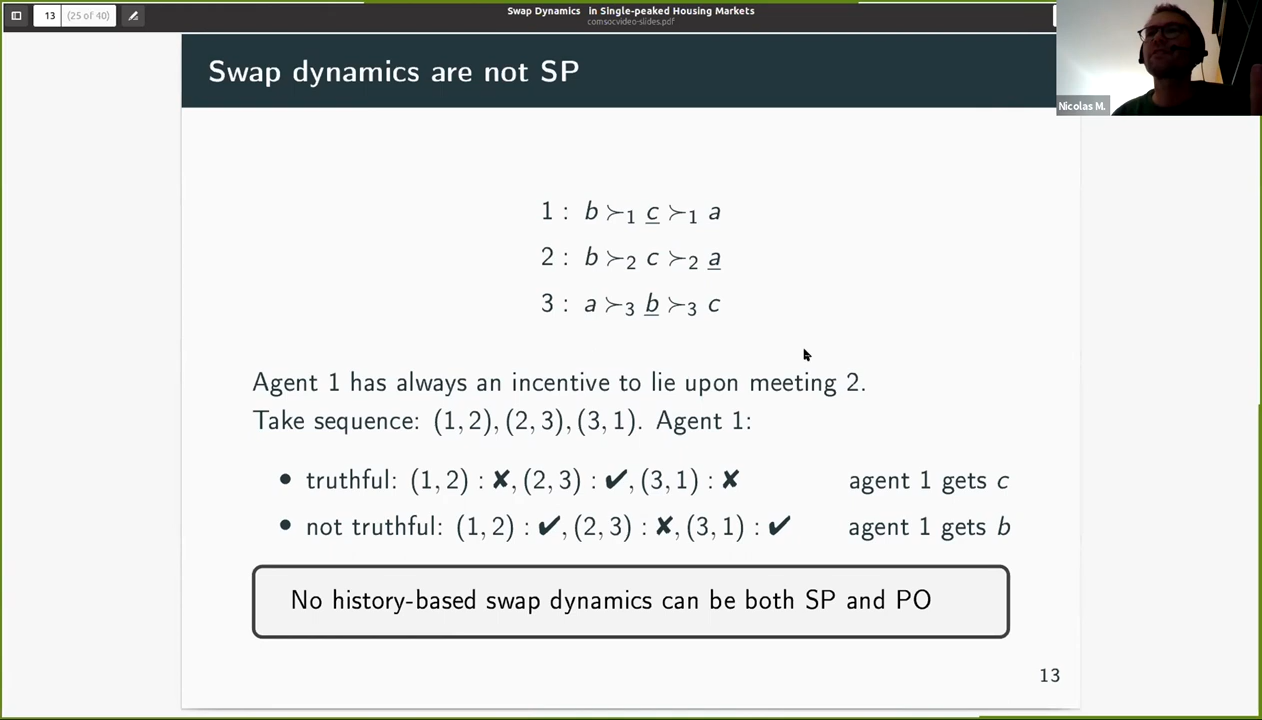 13 (25 of 40)
Swap Dynamics in Single-peaked Housing Markets
comsocvideo-slides.pdf
Nicolas M.
Swap dynamics are not SP
1 : b ≻₁ c ≻₁ a
2 : b ≻₂ c ≻₂ a
3 : a ≻₃ b ≻₃ c
Agent 1 has always an incentive to lie upon meeting 2.
Take sequence: (1, 2), (2, 3), (3, 1). Agent 1:
• truthful: (1, 2) : ✘, (2, 3) : ✔, (3, 1) : ✘ agent 1 gets c
• not truthful: (1, 2) : ✔, (2, 3) : ✘, (3, 1) : ✔ agent 1 gets b
No history-based swap dynamics can be both SP and PO
13